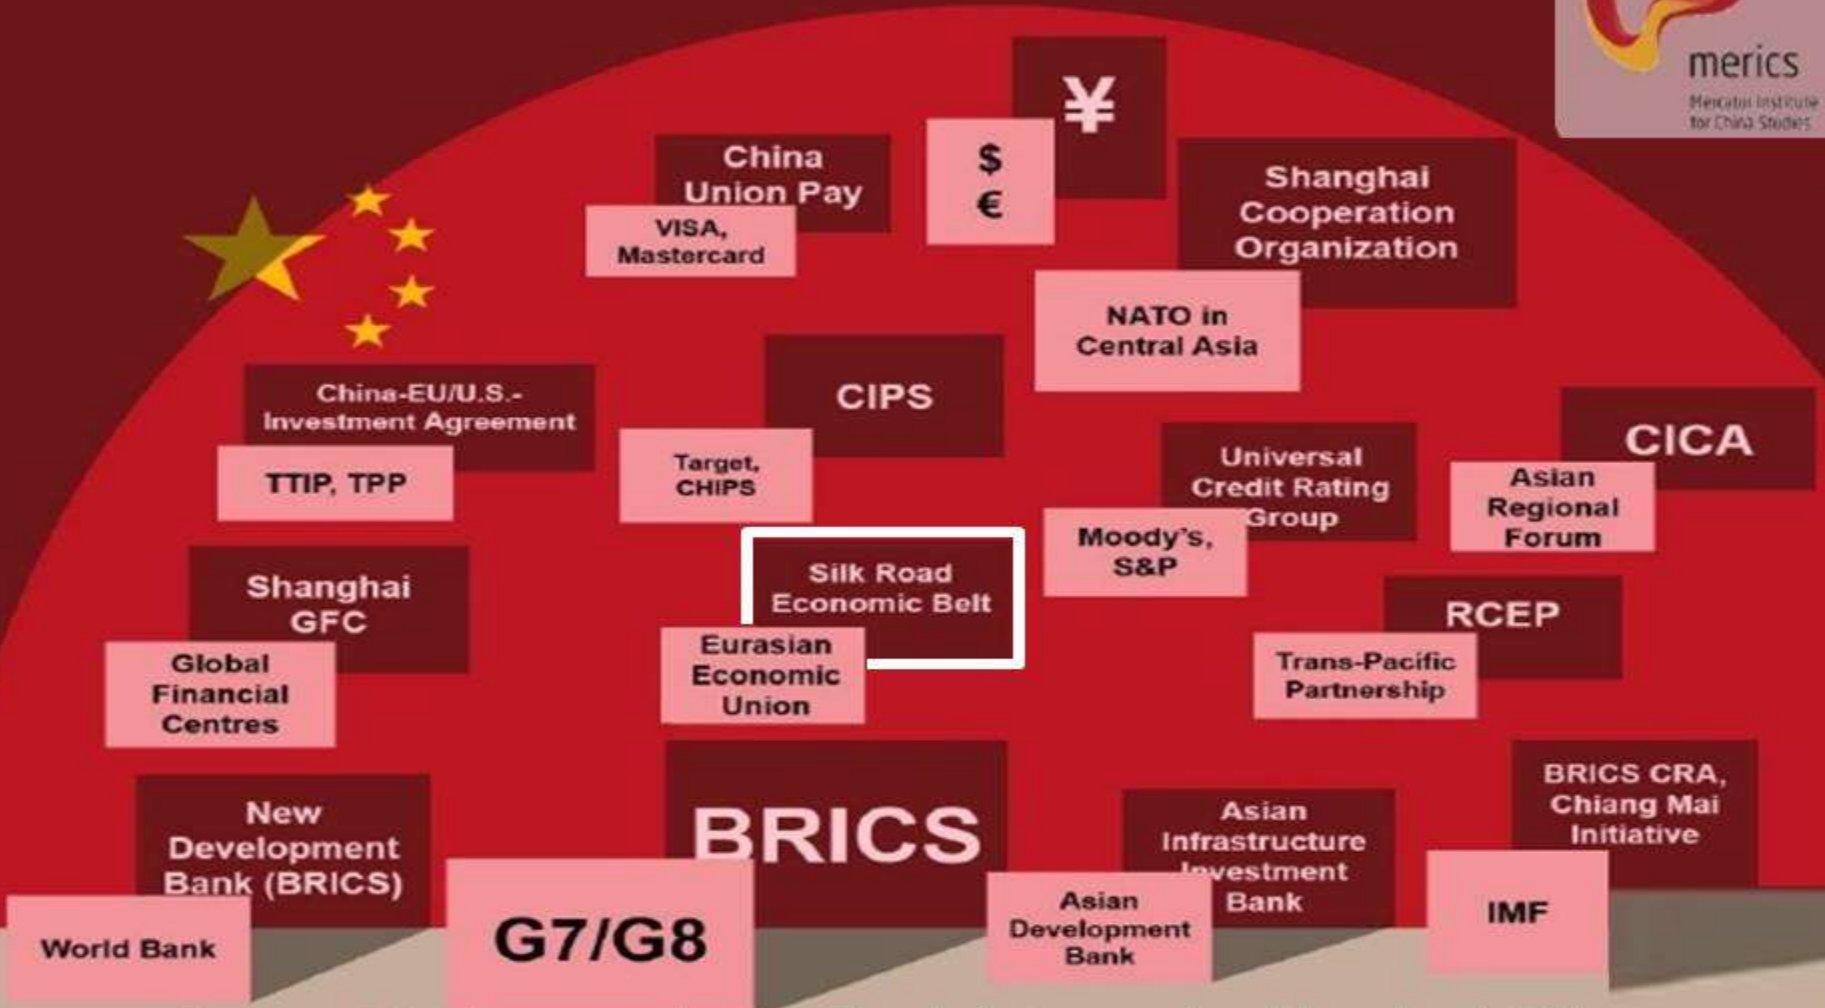 merics
Mercator Institute
for China Studies
¥
$
€
China
Union Pay
VISA,
Mastercard
Shanghai
Cooperation
Organization
NATO in
Central Asia
China-EU/U.S.-
Investment Agreement
TTIP, TPP
CIPS
Target,
CHIPS
CICA
Asian
Regional
Forum
Universal
Credit Rating
Group
Moody's,
S&P
Shanghai
GFC
Global
Financial
Centres
Silk Road
Economic Belt
Eurasian
Economic
Union
RCEP
Trans-Pacific
Partnership
New
Development
Bank (BRICS)
World Bank
BRICS
G7/G8
Asian
Infrastructure
Investment
Bank
Asian
Development
Bank
BRICS CRA,
Chiang Mai
Initiative
IMF